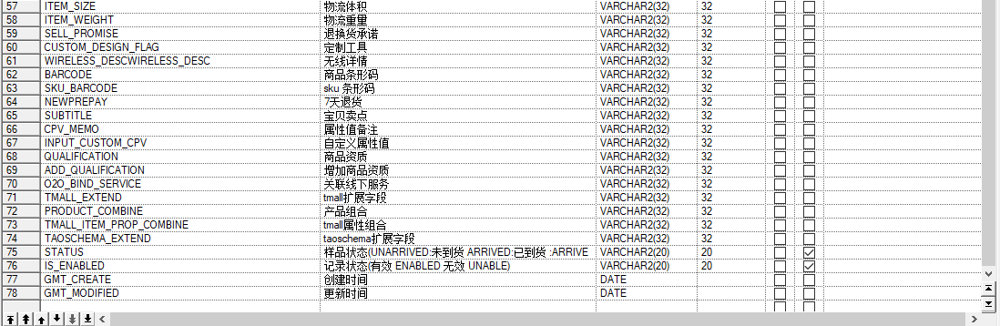 57 ITEM_SIZE 物流体积 VARCHAR2(32) 32
58 ITEM_WEIGHT 物流重量 VARCHAR2(32) 32
59 SELL_PROMISE 退换货承诺 VARCHAR2(32) 32
60 CUSTOM_DESIGN_FLAG 定制工具 VARCHAR2(32) 32
61 WIRELESS_DESCWIRELESS_DESC 无线详情 VARCHAR2(32) 32
62 BARCODE 商品条形码 VARCHAR2(32) 32
63 SKU_BARCODE sku 条形码 VARCHAR2(32) 32
64 NEWPREPAY 7天退货 VARCHAR2(32) 32
65 SUBTITLE 宝贝卖点 VARCHAR2(32) 32
66 CPV_MEMO 属性值备注 VARCHAR2(32) 32
67 INPUT_CUSTOM_CPV 自定义属性值 VARCHAR2(32) 32
68 QUALIFICATION 商品资质 VARCHAR2(32) 32
69 ADD_QUALIFICATION 增加商品资质 VARCHAR2(32) 32
70 O2O_BIND_SERVICE 关联线下服务 VARCHAR2(32) 32
71 TMALL_EXTEND tmall扩展字段 VARCHAR2(32) 32
72 PRODUCT_COMBINE 产品组合 VARCHAR2(32) 32
73 TMALL_ITEM_PROP_COMBINE tmall属性组合 VARCHAR2(32) 32
74 TAOSCHEMA_EXTEND taoschema扩展字段 VARCHAR2(32) 32
75 STATUS 样品状态(UNARRIVED:未到货 ARRIVED:已到货 :ARRIVE VARCHAR2(20) 20
76 IS_ENABLED 记录状态(有效 ENABLED 无效 UNABLE) VARCHAR2(20) 20
77 GMT_CREATE 创建时间 DATE
78 GMT_MODIFIED 更新时间 DATE